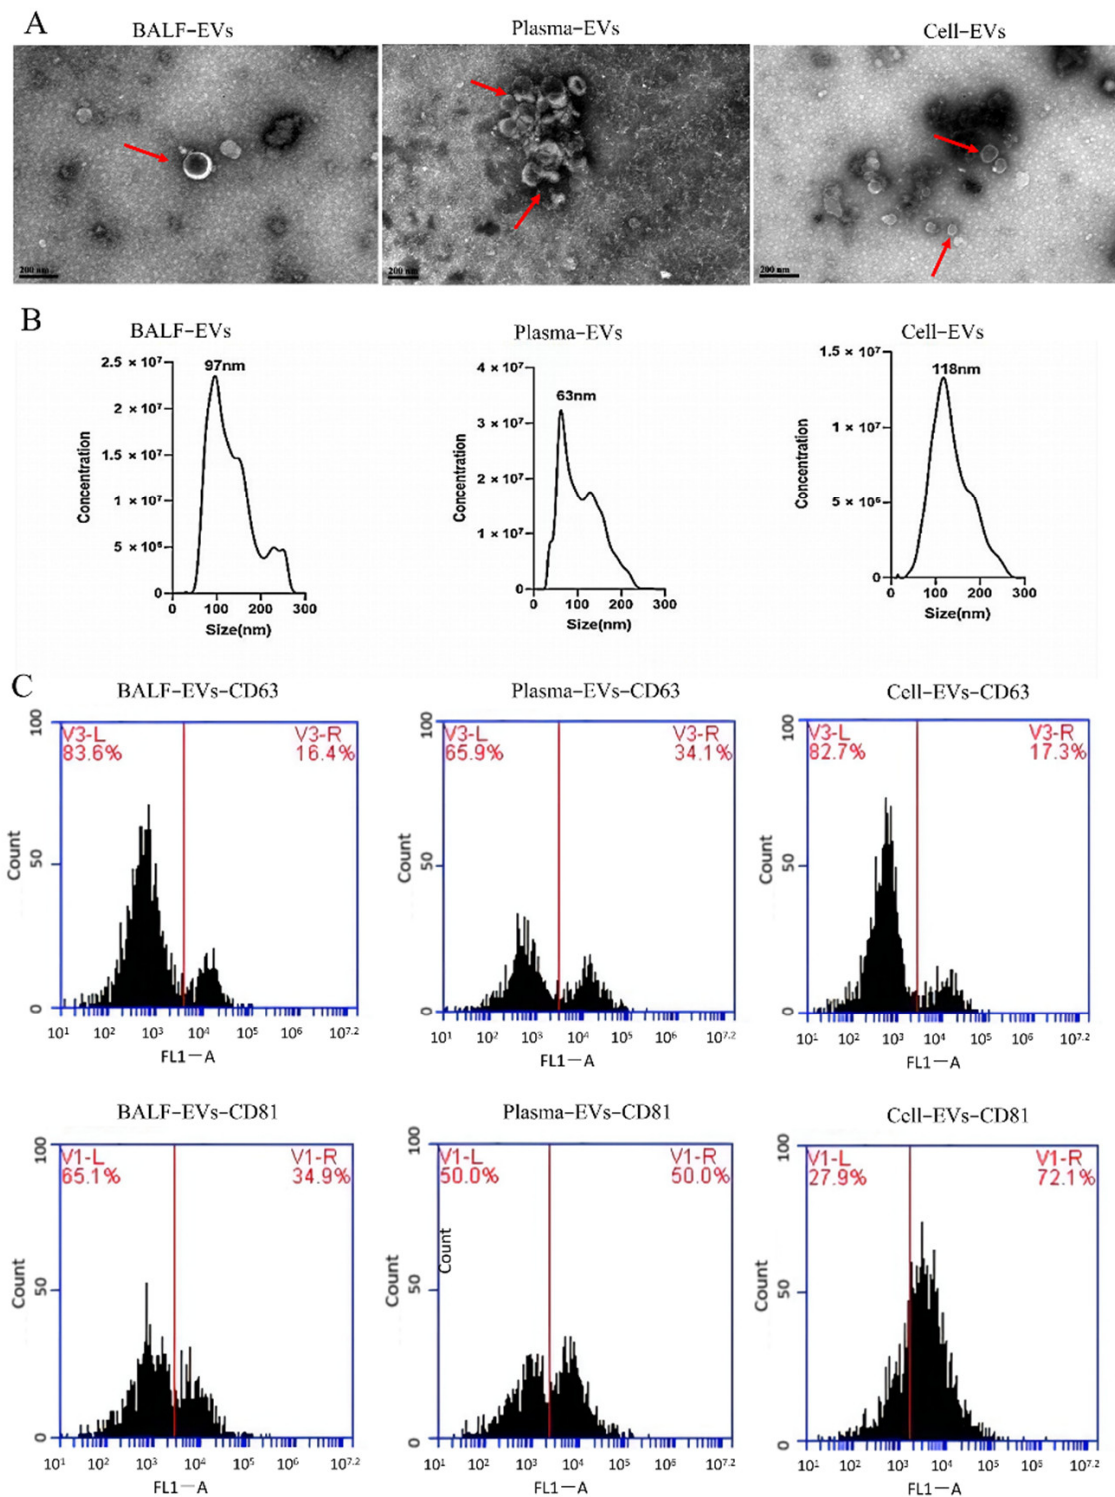 A
BALF-EVs
Plasma-EVs
Cell-EVs
200 nm
200 nm
200 nm
B
BALF-EVs
Plasma-EVs
Cell-EVs
97nm
2.5 × 10⁷
2 × 10⁷
1.5 × 10⁷
1 × 10⁷
5 × 10⁶
0
Concentration
0 100 200 300
Size(nm)
63nm
4 × 10⁷
3 × 10⁷
2 × 10⁷
1 × 10⁷
0
Concentration
0 100 200 300
Size(nm)
118nm
1.5 × 10⁷
1 × 10⁷
5 × 10⁶
0
Concentration
0 100 200 300
Size(nm)
C
BALF-EVs-CD63
Plasma-EVs-CD63
Cell-EVs-CD63
V3-L V3-R
83.6% 16.4%
100
50
0
Count
10¹ 10² 10³ 10⁴ 10⁵ 10⁶ 10⁷·²
FL1-A
V3-L V3-R
65.9% 34.1%
100
50
0
Count
10¹ 10² 10³ 10⁴ 10⁵ 10⁶ 10⁷·²
FL1-A
V3-L V3-R
82.7% 17.3%
100
50
0
Count
10¹ 10² 10³ 10⁴ 10⁵ 10⁶ 10⁷·²
FL1-A
BALF-EVs-CD81
Plasma-EVs-CD81
Cell-EVs-CD81
V1-L V1-R
65.1% 34.9%
100
50
0
Count
10¹ 10² 10³ 10⁴ 10⁵ 10⁶ 10⁷·²
FL1-A
V1-L V1-R
50.0% 50.0%
100
50
0
Count
Count
10¹ 10² 10³ 10⁴ 10⁵ 10⁶ 10⁷·²
FL1-A
V1-L V1-R
27.9% 72.1%
100
50
0
Count
10¹ 10² 10³ 10⁴ 10⁵ 10⁶ 10⁷·²
FL1-A